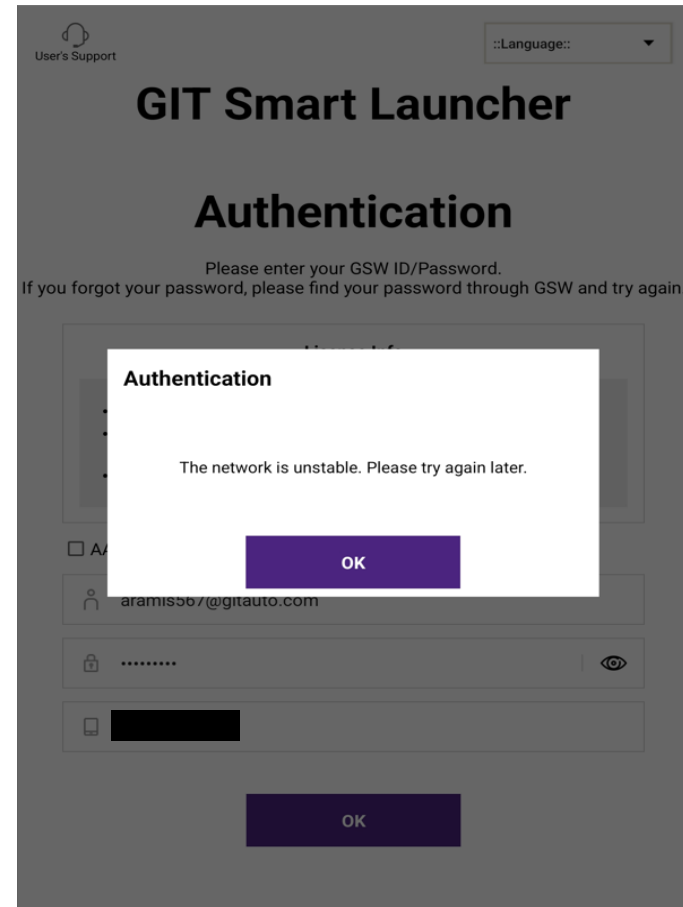 User's Support
::Language::
GIT Smart Launcher
Authentication
Please enter your GSW ID/Password.
If you forgot your password, please find your password through GSW and try again
Authentication
The network is unstable. Please try again later.
OK
aramis567@gitauto.com
•••••••••
OK